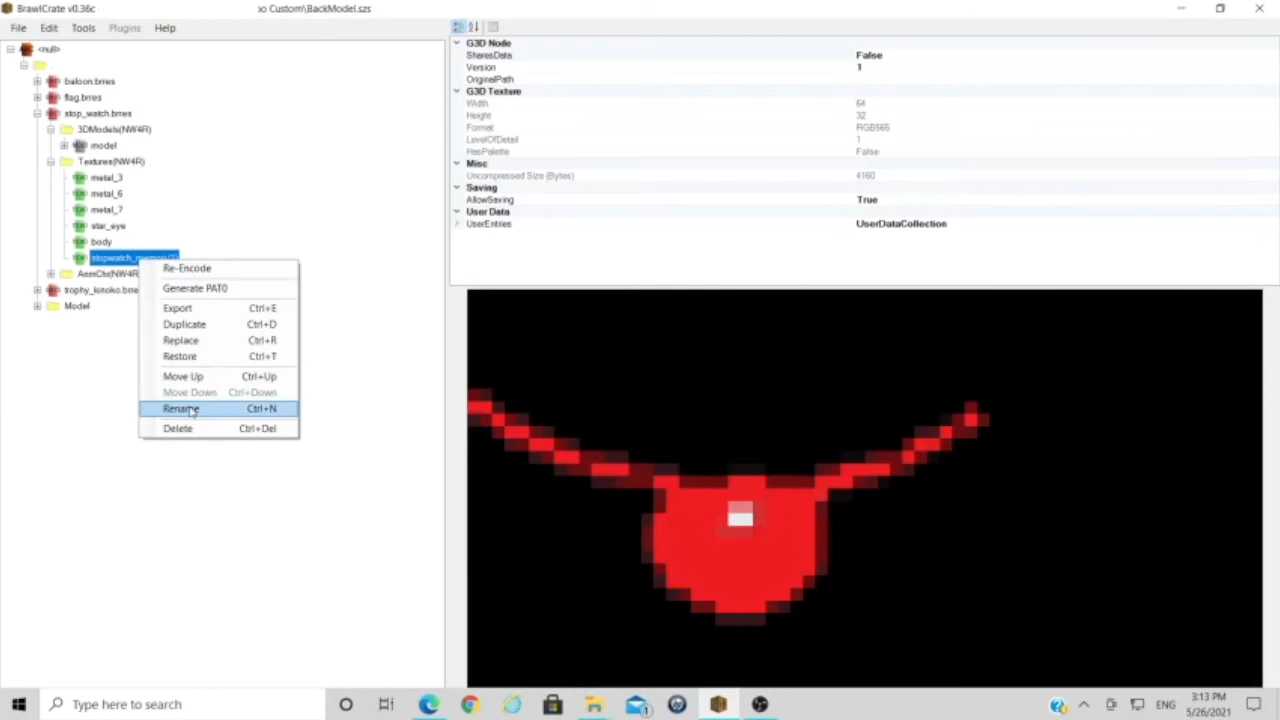 BrawlCrate v0.36c
Custom\BackModel.szs
File Edit Tools Plugins Help
<null>
.
baloon.brres
flag.brres
stop_watch.brres
3DModels(NW4R)
model
Textures(NW4R)
metal_3
metal_6
metal_7
star_eye
body
AnmChr(NW4R
trophy_kinoko.brre
Model
Re-Encode
Generate PAT0
Export Ctrl+E
Duplicate Ctrl+D
Replace Ctrl+R
Restore Ctrl+T
Move Up Ctrl+Up
Move Down Ctrl+Down
Rename Ctrl+N
Delete Ctrl+Del
G3D Node
SharesData False
Version 1
OriginalPath
G3D Texture
Width 64
Height 32
Format RGB565
LevelOfDetail 1
HasPalette False
Misc
Uncompressed Size (Bytes) 4160
Saving
AllowSaving True
User Data
UserEntries UserDataCollection
Type here to search
1
ENG
3:13 PM
5/26/2021